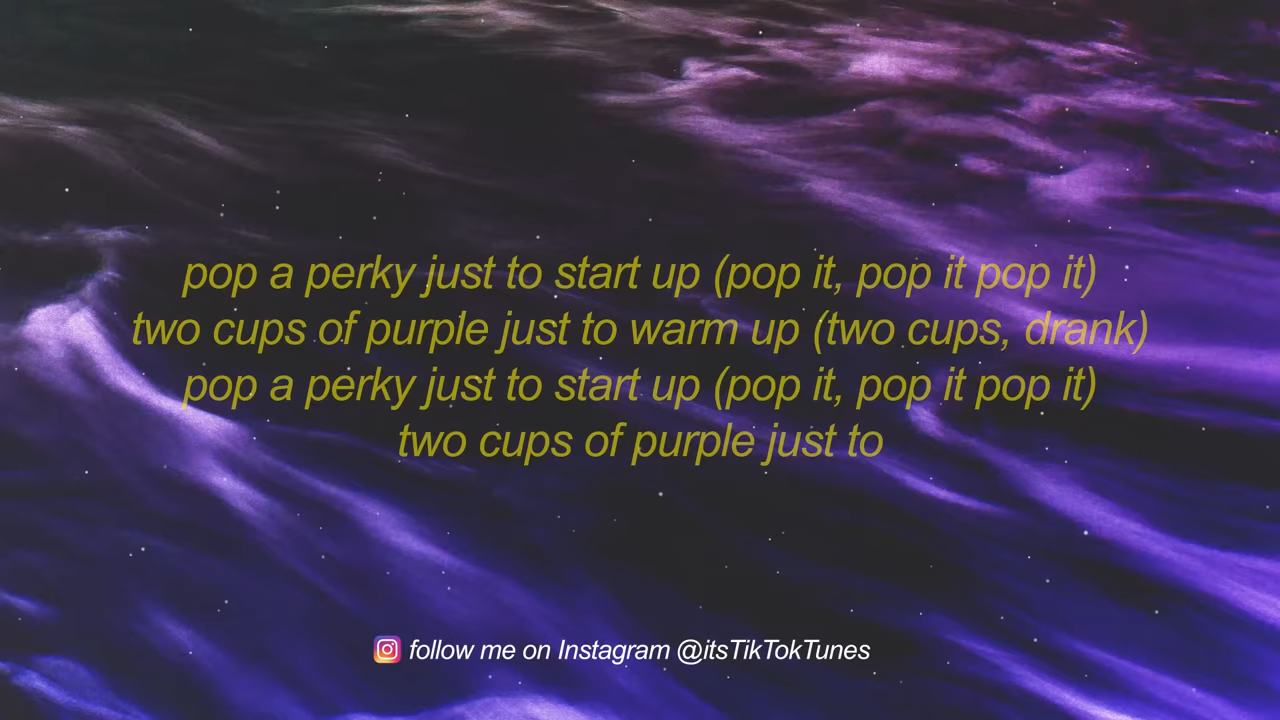 pop a perky just to start up (pop it, pop it pop it)
two cups of purple just to warm up (two cups, drank)
pop a perky just to start up (pop it, pop it pop it)
two cups of purple just to
follow me on Instagram @itsTikTokTunes